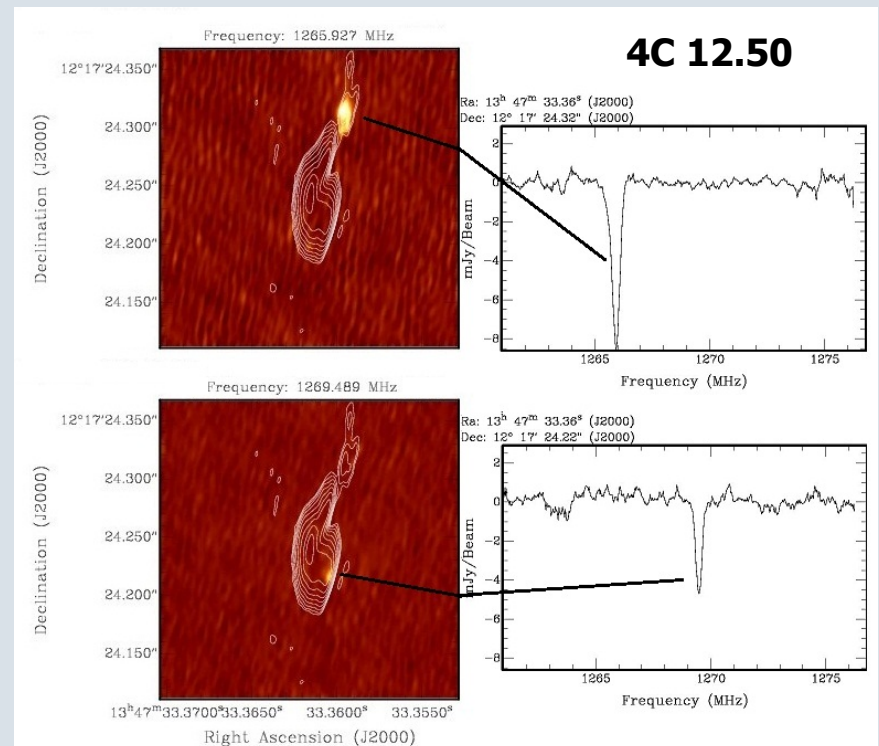 Frequency: 1265.927 MHz
4C 12.50
12°17'24.350"
24.300"
24.250"
24.200"
24.150"
Declination (J2000)
Ra: 13ʰ 47ᵐ 33.36ˢ (J2000)
Dec: 12° 17' 24.32" (J2000)
2
0
-2
-4
-6
-8
mJy/Beam
1265
1270
1275
Frequency (MHz)
Frequency: 1269.489 MHz
12°17'24.350"
24.300"
24.250"
24.200"
24.150"
Declination (J2000)
13ʰ47ᵐ33.3700ˢ
33.3650ˢ
33.3600ˢ
33.3550ˢ
Right Ascension (J2000)
Ra: 13ʰ 47ᵐ 33.36ˢ (J2000)
Dec: 12° 17' 24.22" (J2000)
2
0
-2
-4
-6
-8
mJy/Beam
1265
1270
1275
Frequency (MHz)